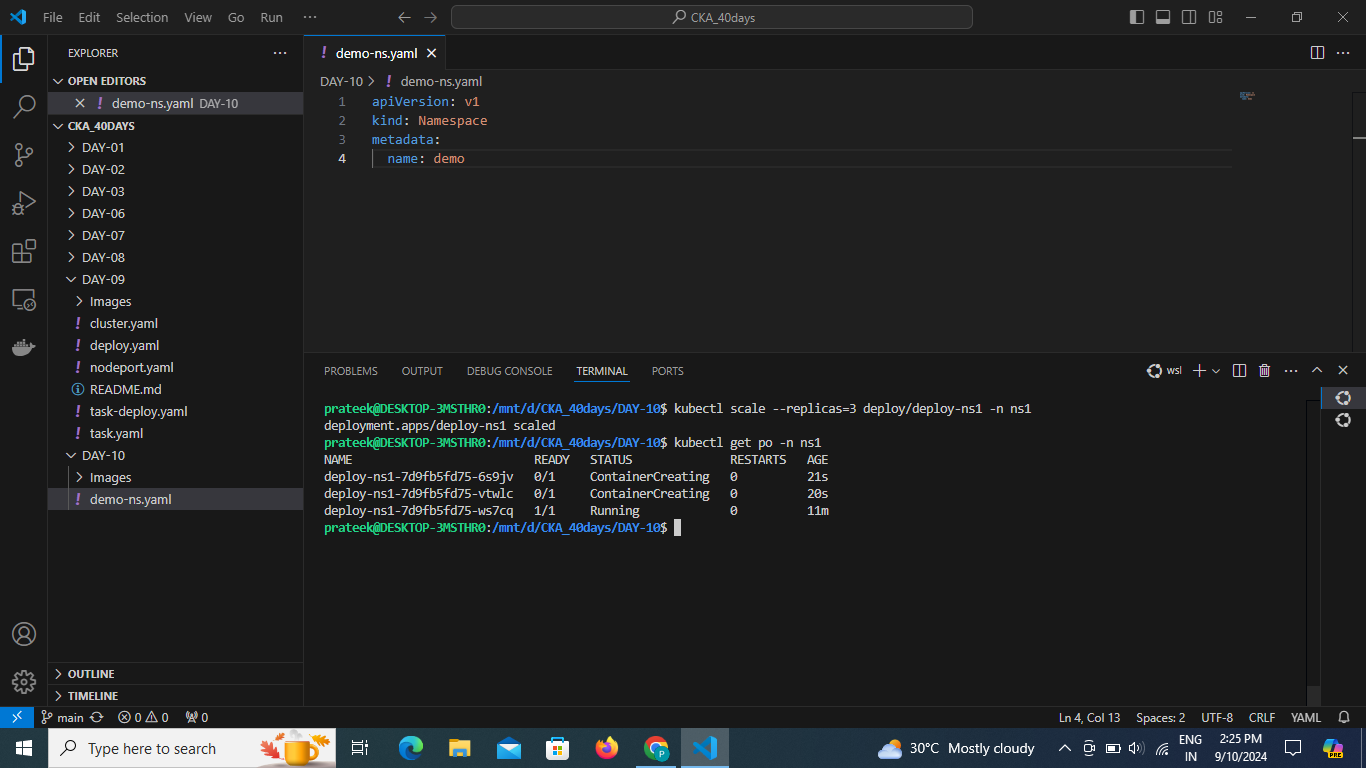 File Edit Selection View Go Run ··· CKA_40days
EXPLORER ···
OPEN EDITORS
demo-ns.yaml DAY-10
CKA_40DAYS
DAY-01
DAY-02
DAY-03
DAY-06
DAY-07
DAY-08
DAY-09
Images
cluster.yaml
deploy.yaml
nodeport.yaml
README.md
task-deploy.yaml
task.yaml
DAY-10
Images
demo-ns.yaml
OUTLINE
TIMELINE
! demo-ns.yaml
DAY-10 > ! demo-ns.yaml
1 apiVersion: v1
2 kind: Namespace
3 metadata:
4   name: demo
PROBLEMS OUTPUT DEBUG CONSOLE TERMINAL PORTS wsl
prateek@DESKTOP-3MSTHR0:/mnt/d/CKA_40days/DAY-10$ kubectl scale --replicas=3 deploy/deploy-ns1 -n ns1
deployment.apps/deploy-ns1 scaled
prateek@DESKTOP-3MSTHR0:/mnt/d/CKA_40days/DAY-10$ kubectl get po -n ns1
NAME READY STATUS RESTARTS AGE
deploy-ns1-7d9fb5fd75-6s9jv 0/1 ContainerCreating 0 21s
deploy-ns1-7d9fb5fd75-vtwlc 0/1 ContainerCreating 0 20s
deploy-ns1-7d9fb5fd75-ws7cq 1/1 Running 0 11m
prateek@DESKTOP-3MSTHR0:/mnt/d/CKA_40days/DAY-10$
main 0 0 0 Ln 4, Col 13 Spaces: 2 UTF-8 CRLF YAML
Type here to search 30°C Mostly cloudy ENG 2:25 PM
IN 9/10/2024
PRE